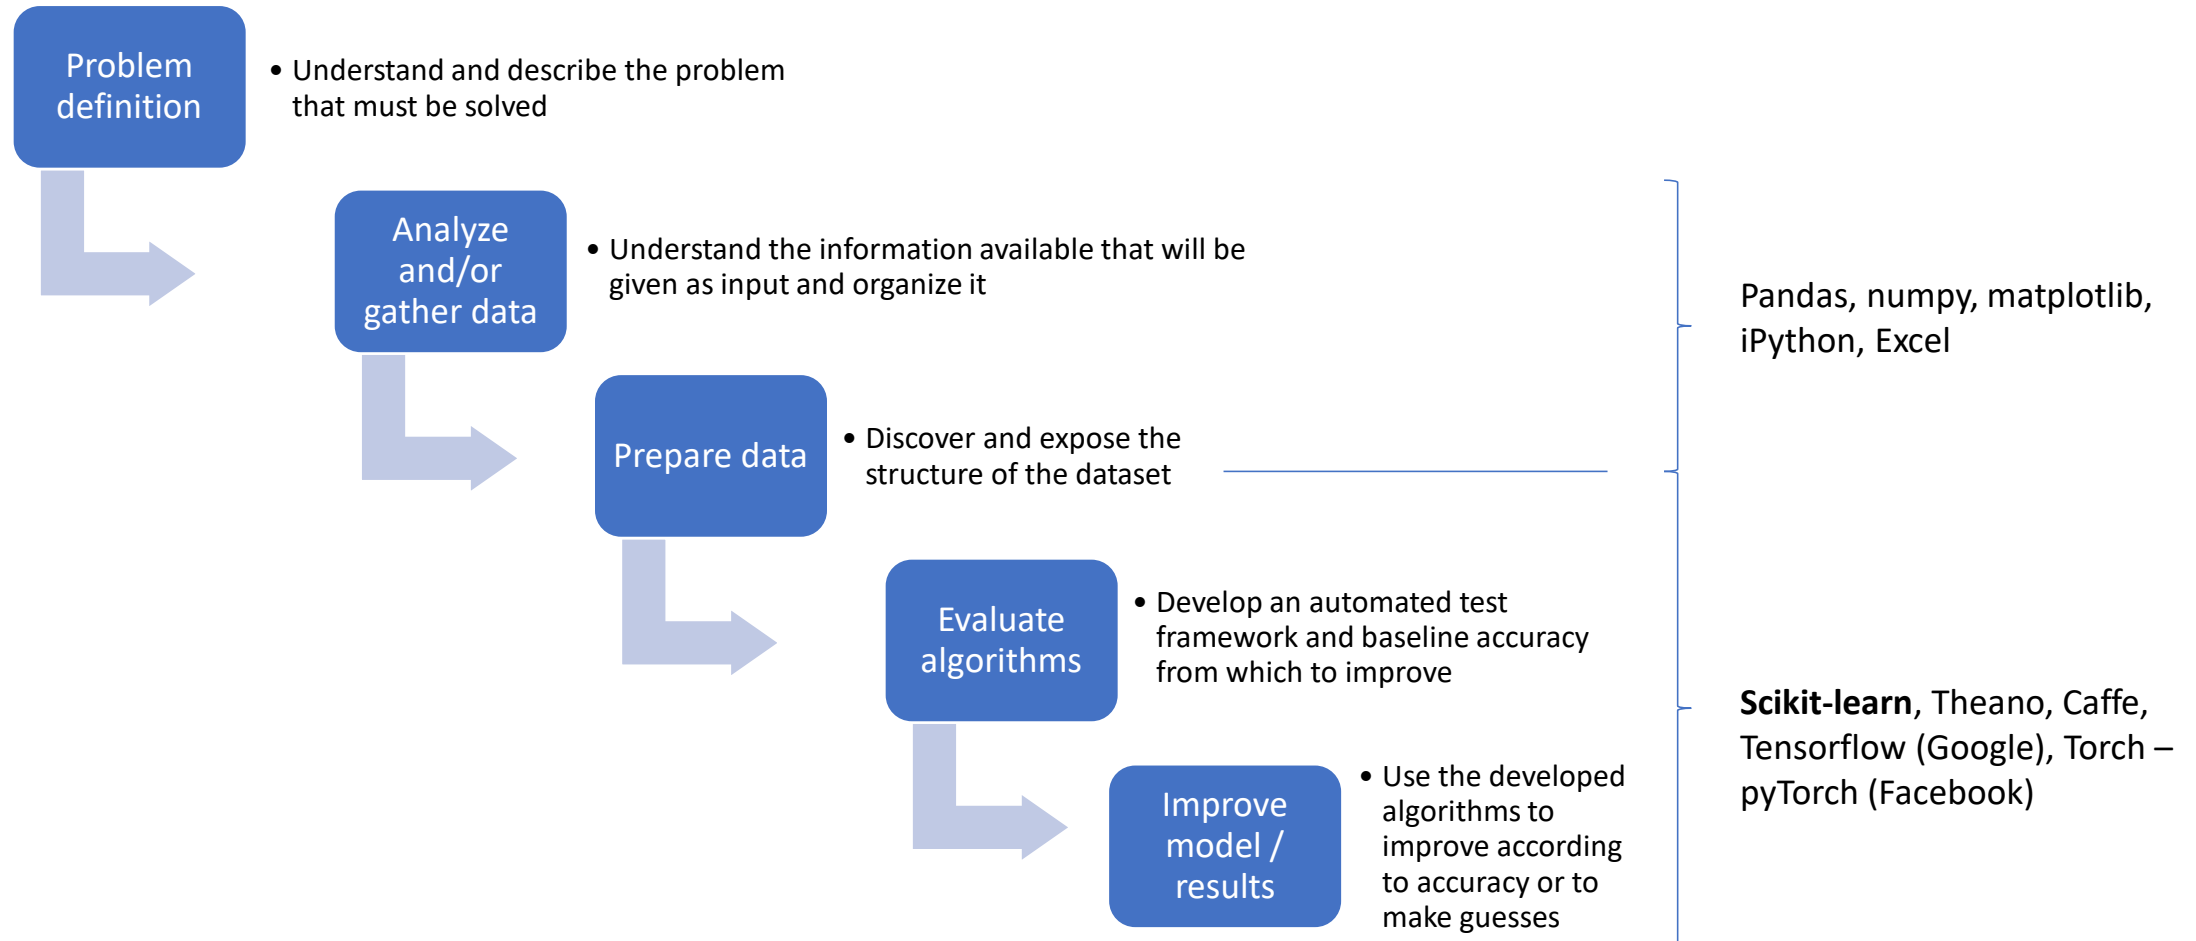 Problem
definition
• Understand and describe the problem
that must be solved
Analyze
and/or
gather data
• Understand the information available that will be
given as input and organize it
Pandas, numpy, matplotlib,
iPython, Excel
Prepare data
• Discover and expose the
structure of the dataset
Evaluate
algorithms
• Develop an automated test
framework and baseline accuracy
from which to improve
Scikit-learn, Theano, Caffe,
Tensorflow (Google), Torch –
pyTorch (Facebook)
Improve
model /
results
• Use the developed
algorithms to
improve according
to accuracy or to
make guesses